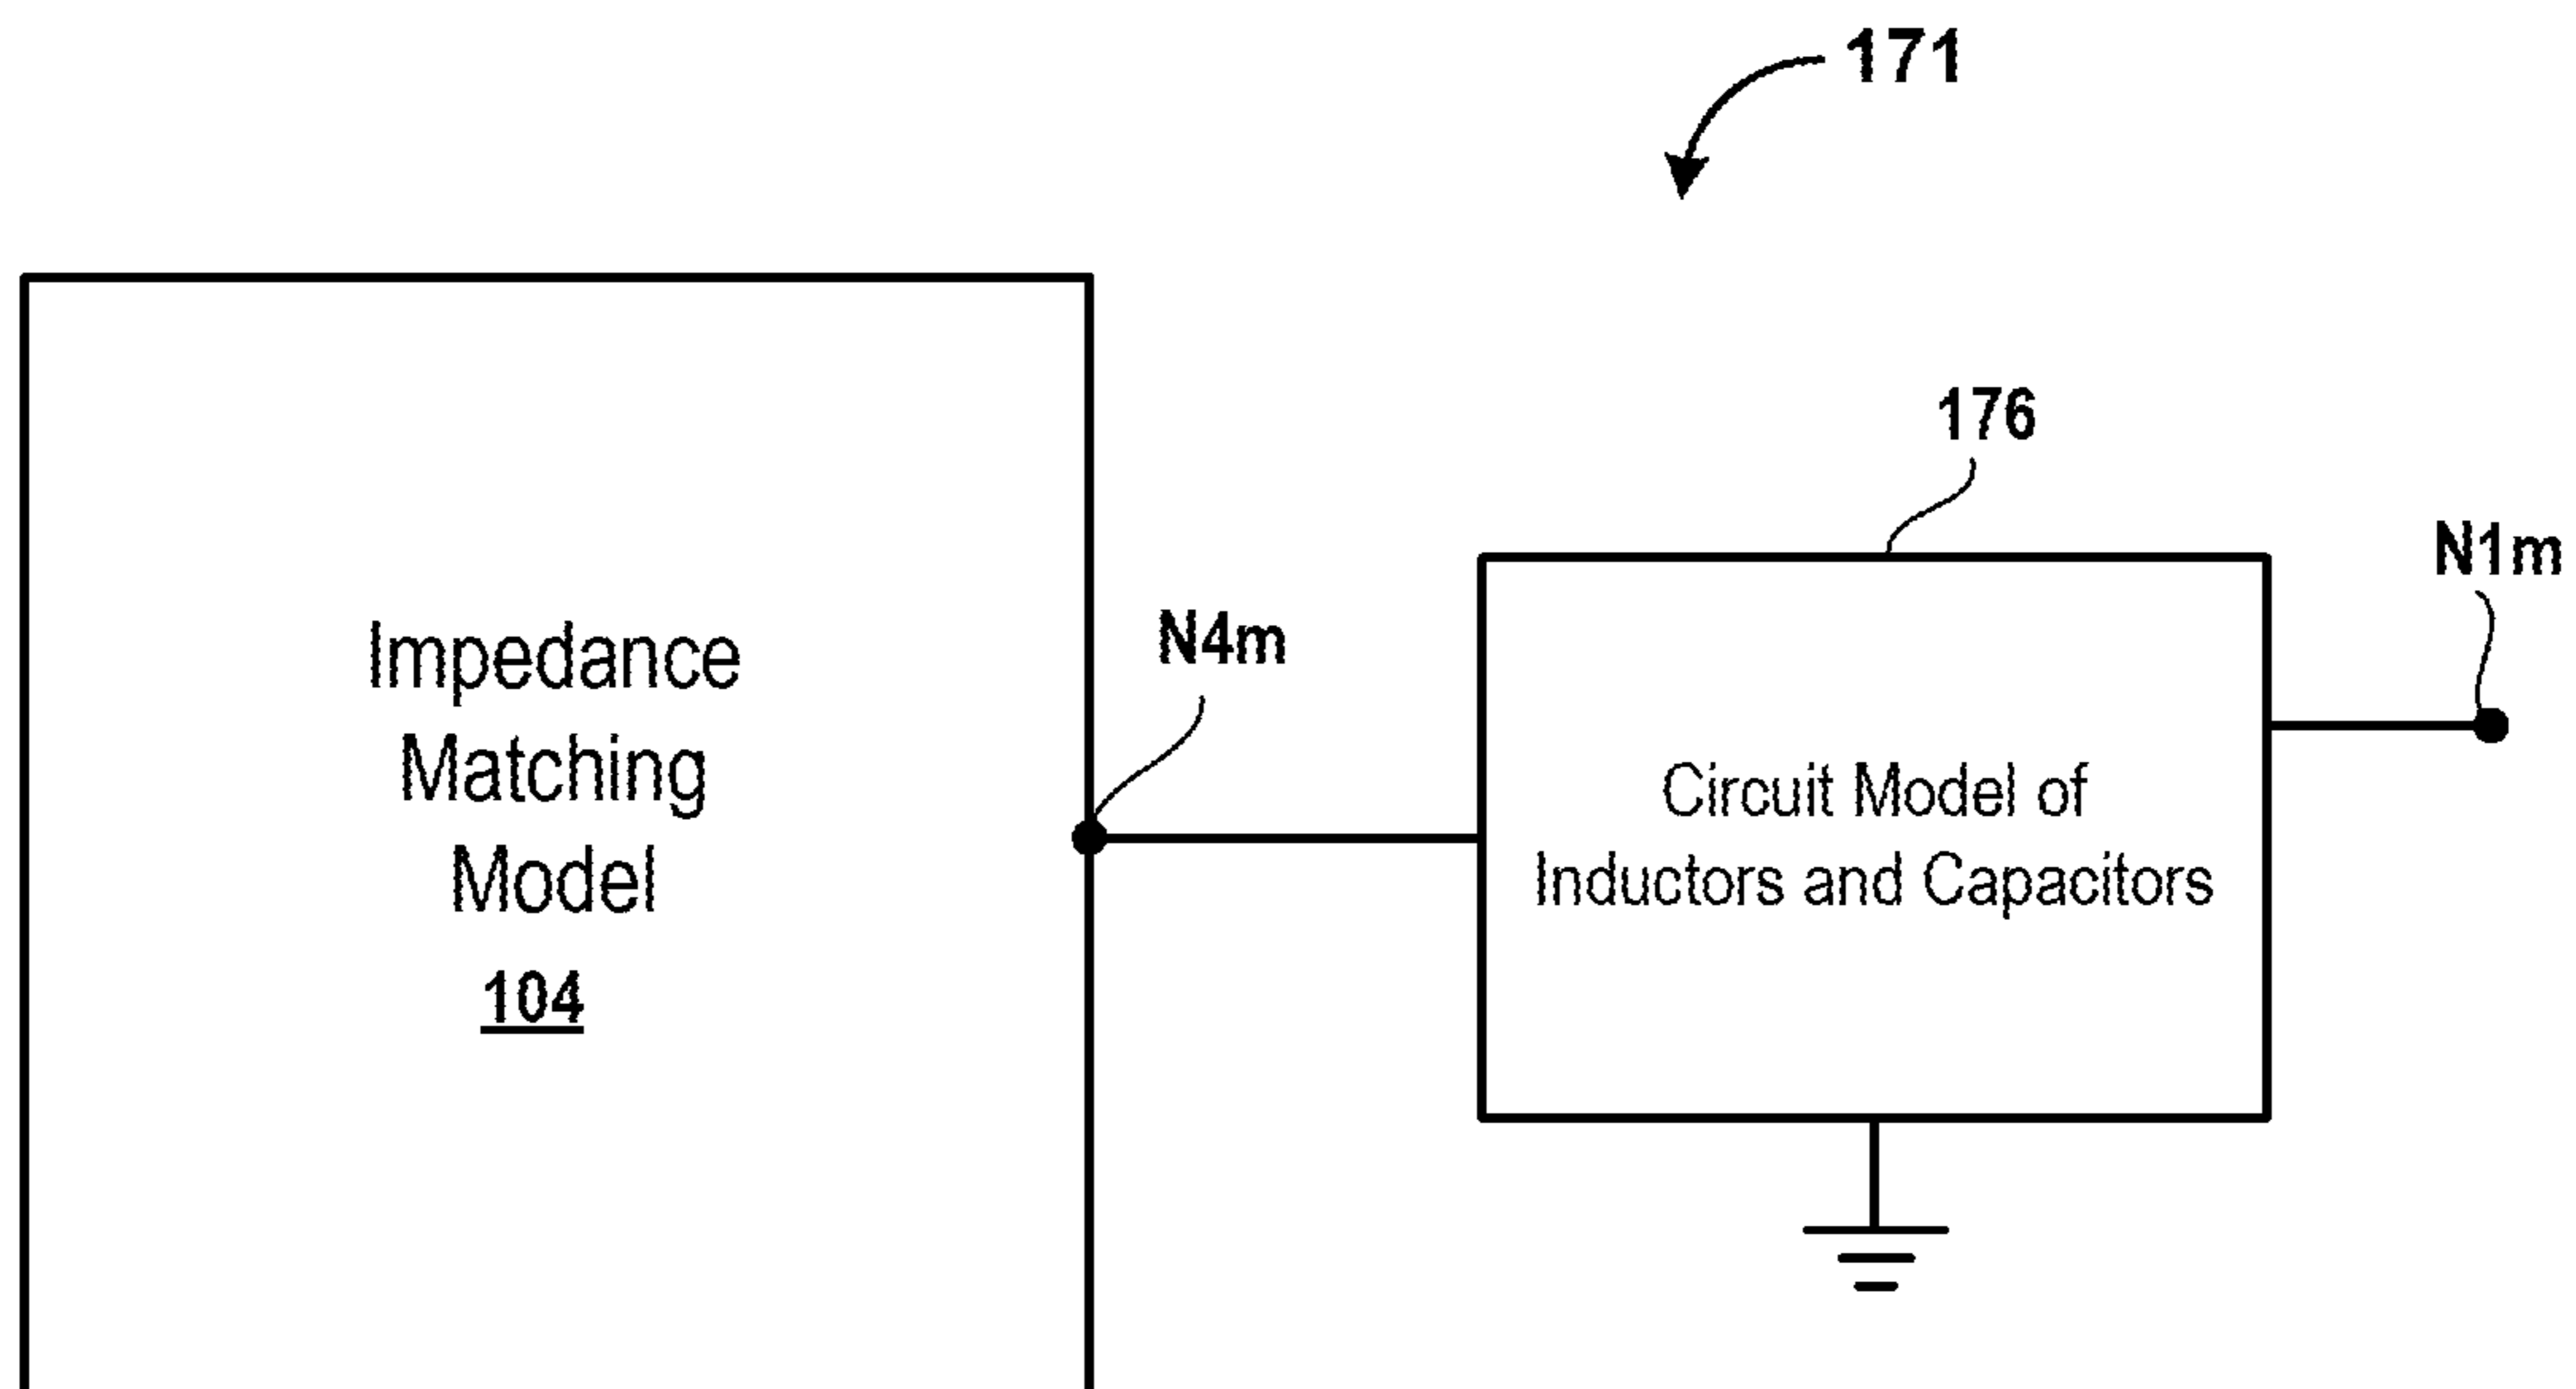 171
176
N1m
N4m
Impedance
Matching
Model
104
Circuit Model of
Inductors and Capacitors